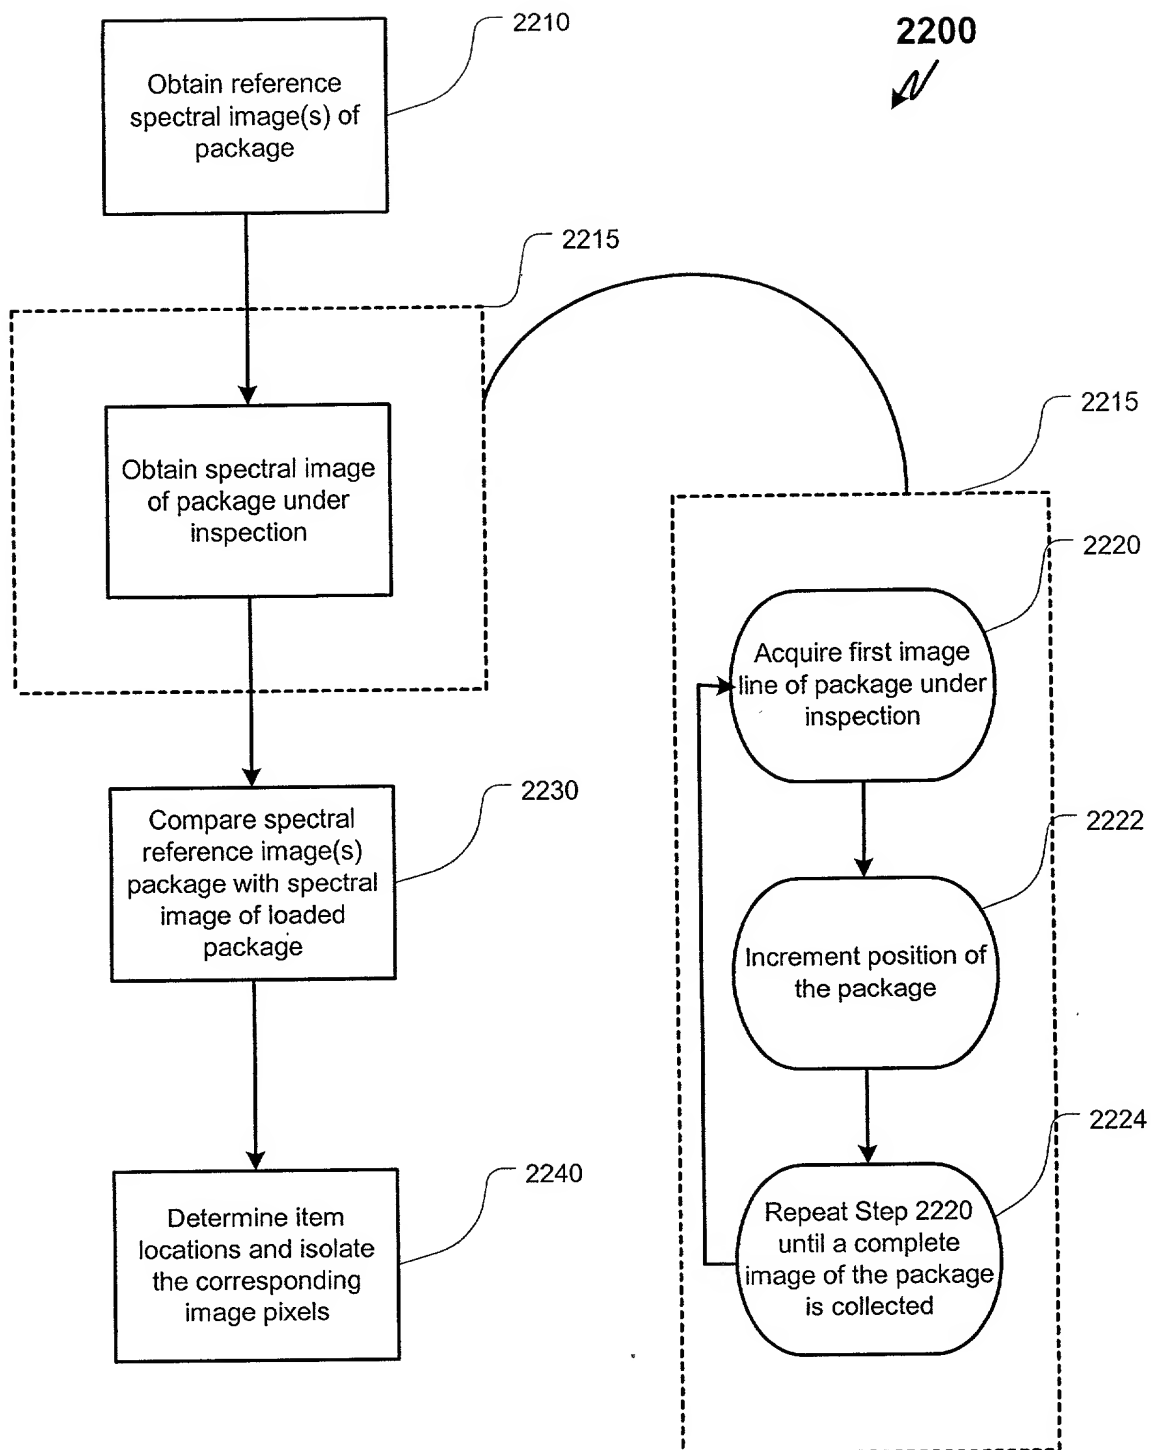 2200
2210
Obtain reference
spectral image(s) of
package
2215
Obtain spectral image
of package under
inspection
2230
Compare spectral
reference image(s)
package with spectral
image of loaded
package
2240
Determine item
locations and isolate
the corresponding
image pixels
2215
2220
Acquire first image
line of package under
inspection
2222
Increment position of
the package
2224
Repeat Step 2220
until a complete
image of the package
is collected